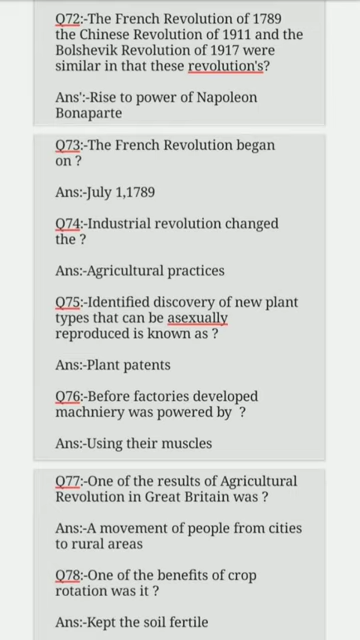 Q72:-The French Revolution of 1789
the Chinese Revolution of 1911 and the
Bolshevik Revolution of 1917 were
similar in that these revolution's?
Ans':-Rise to power of Napoleon
Bonaparte
Q73:-The French Revolution began
on ?
Ans:-July 1,1789
Q74:-Industrial revolution changed
the ?
Ans:-Agricultural practices
Q75:-Identified discovery of new plant
types that can be asexually
reproduced is known as ?
Ans:-Plant patents
Q76:-Before factories developed
machniery was powered by  ?
Ans:-Using their muscles
Q77:-One of the results of Agricultural
Revolution in Great Britain was ?
Ans:-A movement of people from cities
to rural areas
Q78:-One of the benefits of crop
rotation was it ?
Ans:-Kept the soil fertile